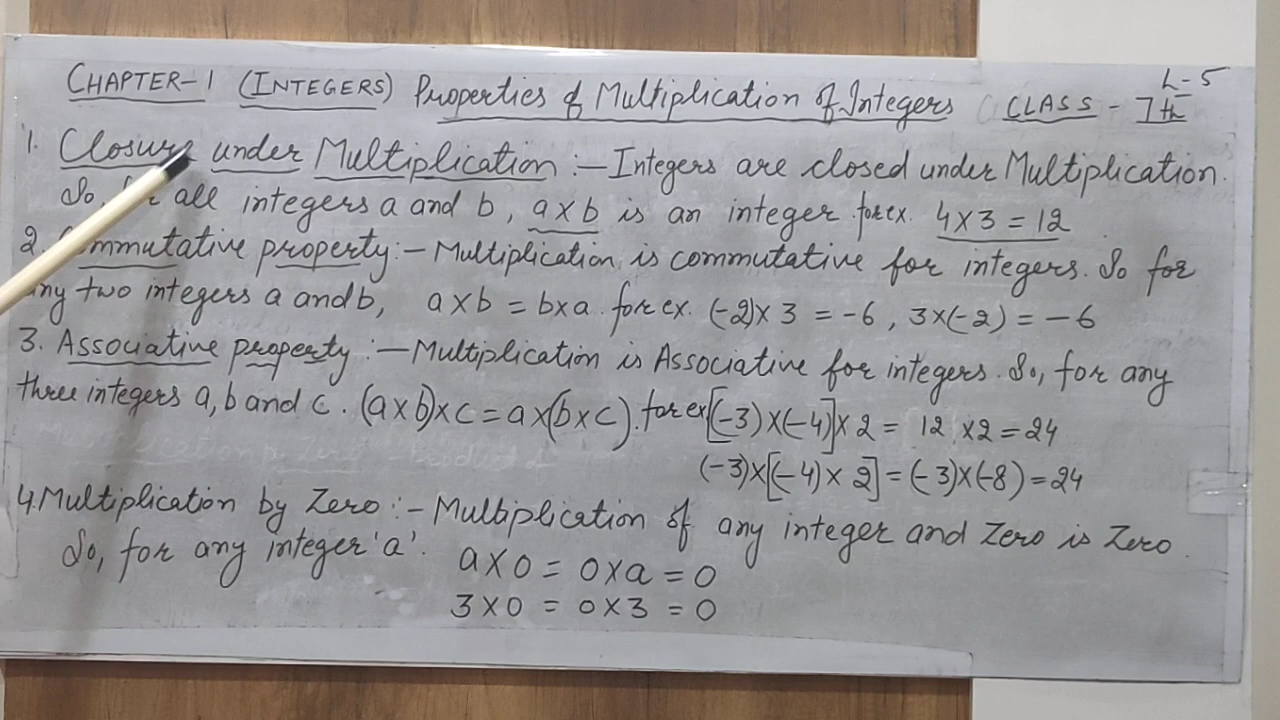 CHAPTER-1 (INTEGERS) Properties of Multiplication of Integers CLASS - 7th L-5
1. Closure under Multiplication :- Integers are closed under Multiplication.
So, all integers a and b, a×b is an integer forex. 4×3=12
2. Commutative property:- Multiplication is commutative for integers. So for
any two integers a and b, a×b = b×a. for ex. (-2)×3 = -6, 3×(-2) = -6
3. Associative property :- Multiplication is Associative for integers. So, for any
three integers a, b and c. (a×b)×c = a×(b×c). for ex [(-3)×(-4)]×2 = 12×2=24
(-3)×[(-4)×2] = (-3)×(-8)=24
4. Multiplication by Zero :- Multiplication of any integer and Zero is Zero.
So, for any integer 'a'.
a×0 = 0×a = 0
3×0 = 0×3 = 0